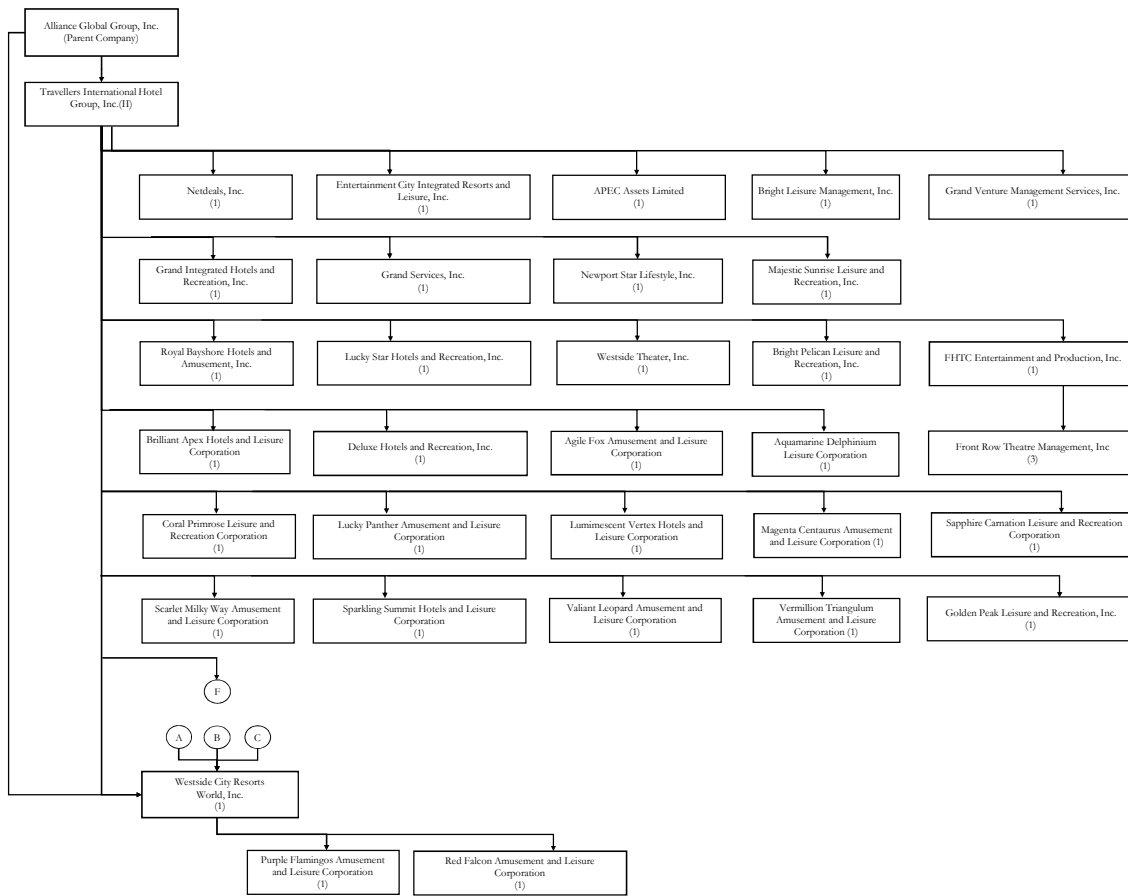 Alliance Global Group, Inc.
(Parent Company)
Travellers International Hotel
Group, Inc.(II)
Netdeals, Inc.
(1)
Entertainment City Integrated Resorts and
Leisure, Inc.
(1)
APEC Assets Limited
(1)
Bright Leisure Management, Inc.
(1)
Grand Venture Management Services, Inc.
(1)
Grand Integrated Hotels and
Recreation, Inc.
(1)
Grand Services, Inc.
(1)
Newport Star Lifestyle, Inc.
(1)
Majestic Sunrise Leisure and
Recreation, Inc.
(1)
Royal Bayshore Hotels and
Amusement, Inc.
(1)
Lucky Star Hotels and Recreation, Inc.
(1)
Westside Theater, Inc.
(1)
Bright Pelican Leisure and
Recreation, Inc.
(1)
FHTC Entertainment and Production, Inc.
(1)
Brilliant Apex Hotels and Leisure
Corporation
(1)
Deluxe Hotels and Recreation, Inc.
(1)
Agile Fox Amusement and Leisure
Corporation
(1)
Aquamarine Delphinium
Leisure Corporation
(1)
Front Row Theatre Management, Inc
(3)
Coral Primrose Leisure and
Recreation Corporation
(1)
Lucky Panther Amusement and Leisure
Corporation
(1)
Lumimescent Vertex Hotels and
Leisure Corporation
(1)
Magenta Centaurus Amusement
and Leisure Corporation (1)
Sapphire Carnation Leisure and Recreation
Corporation
(1)
Scarlet Milky Way Amusement
and Leisure Corporation
(1)
Sparkling Summit Hotels and Leisure
Corporation
(1)
Valiant Leopard Amusement and
Leisure Corporation
(1)
Vermillion Triangulum
Amusement and Leisure
Corporation (1)
Golden Peak Leisure and Recreation, Inc.
(1)
F
A
B
C
Westside City Resorts
World, Inc.
(1)
Purple Flamingos Amusement
and Leisure Corporation
(1)
Red Falcon Amusement and Leisure
Corporation
(1)